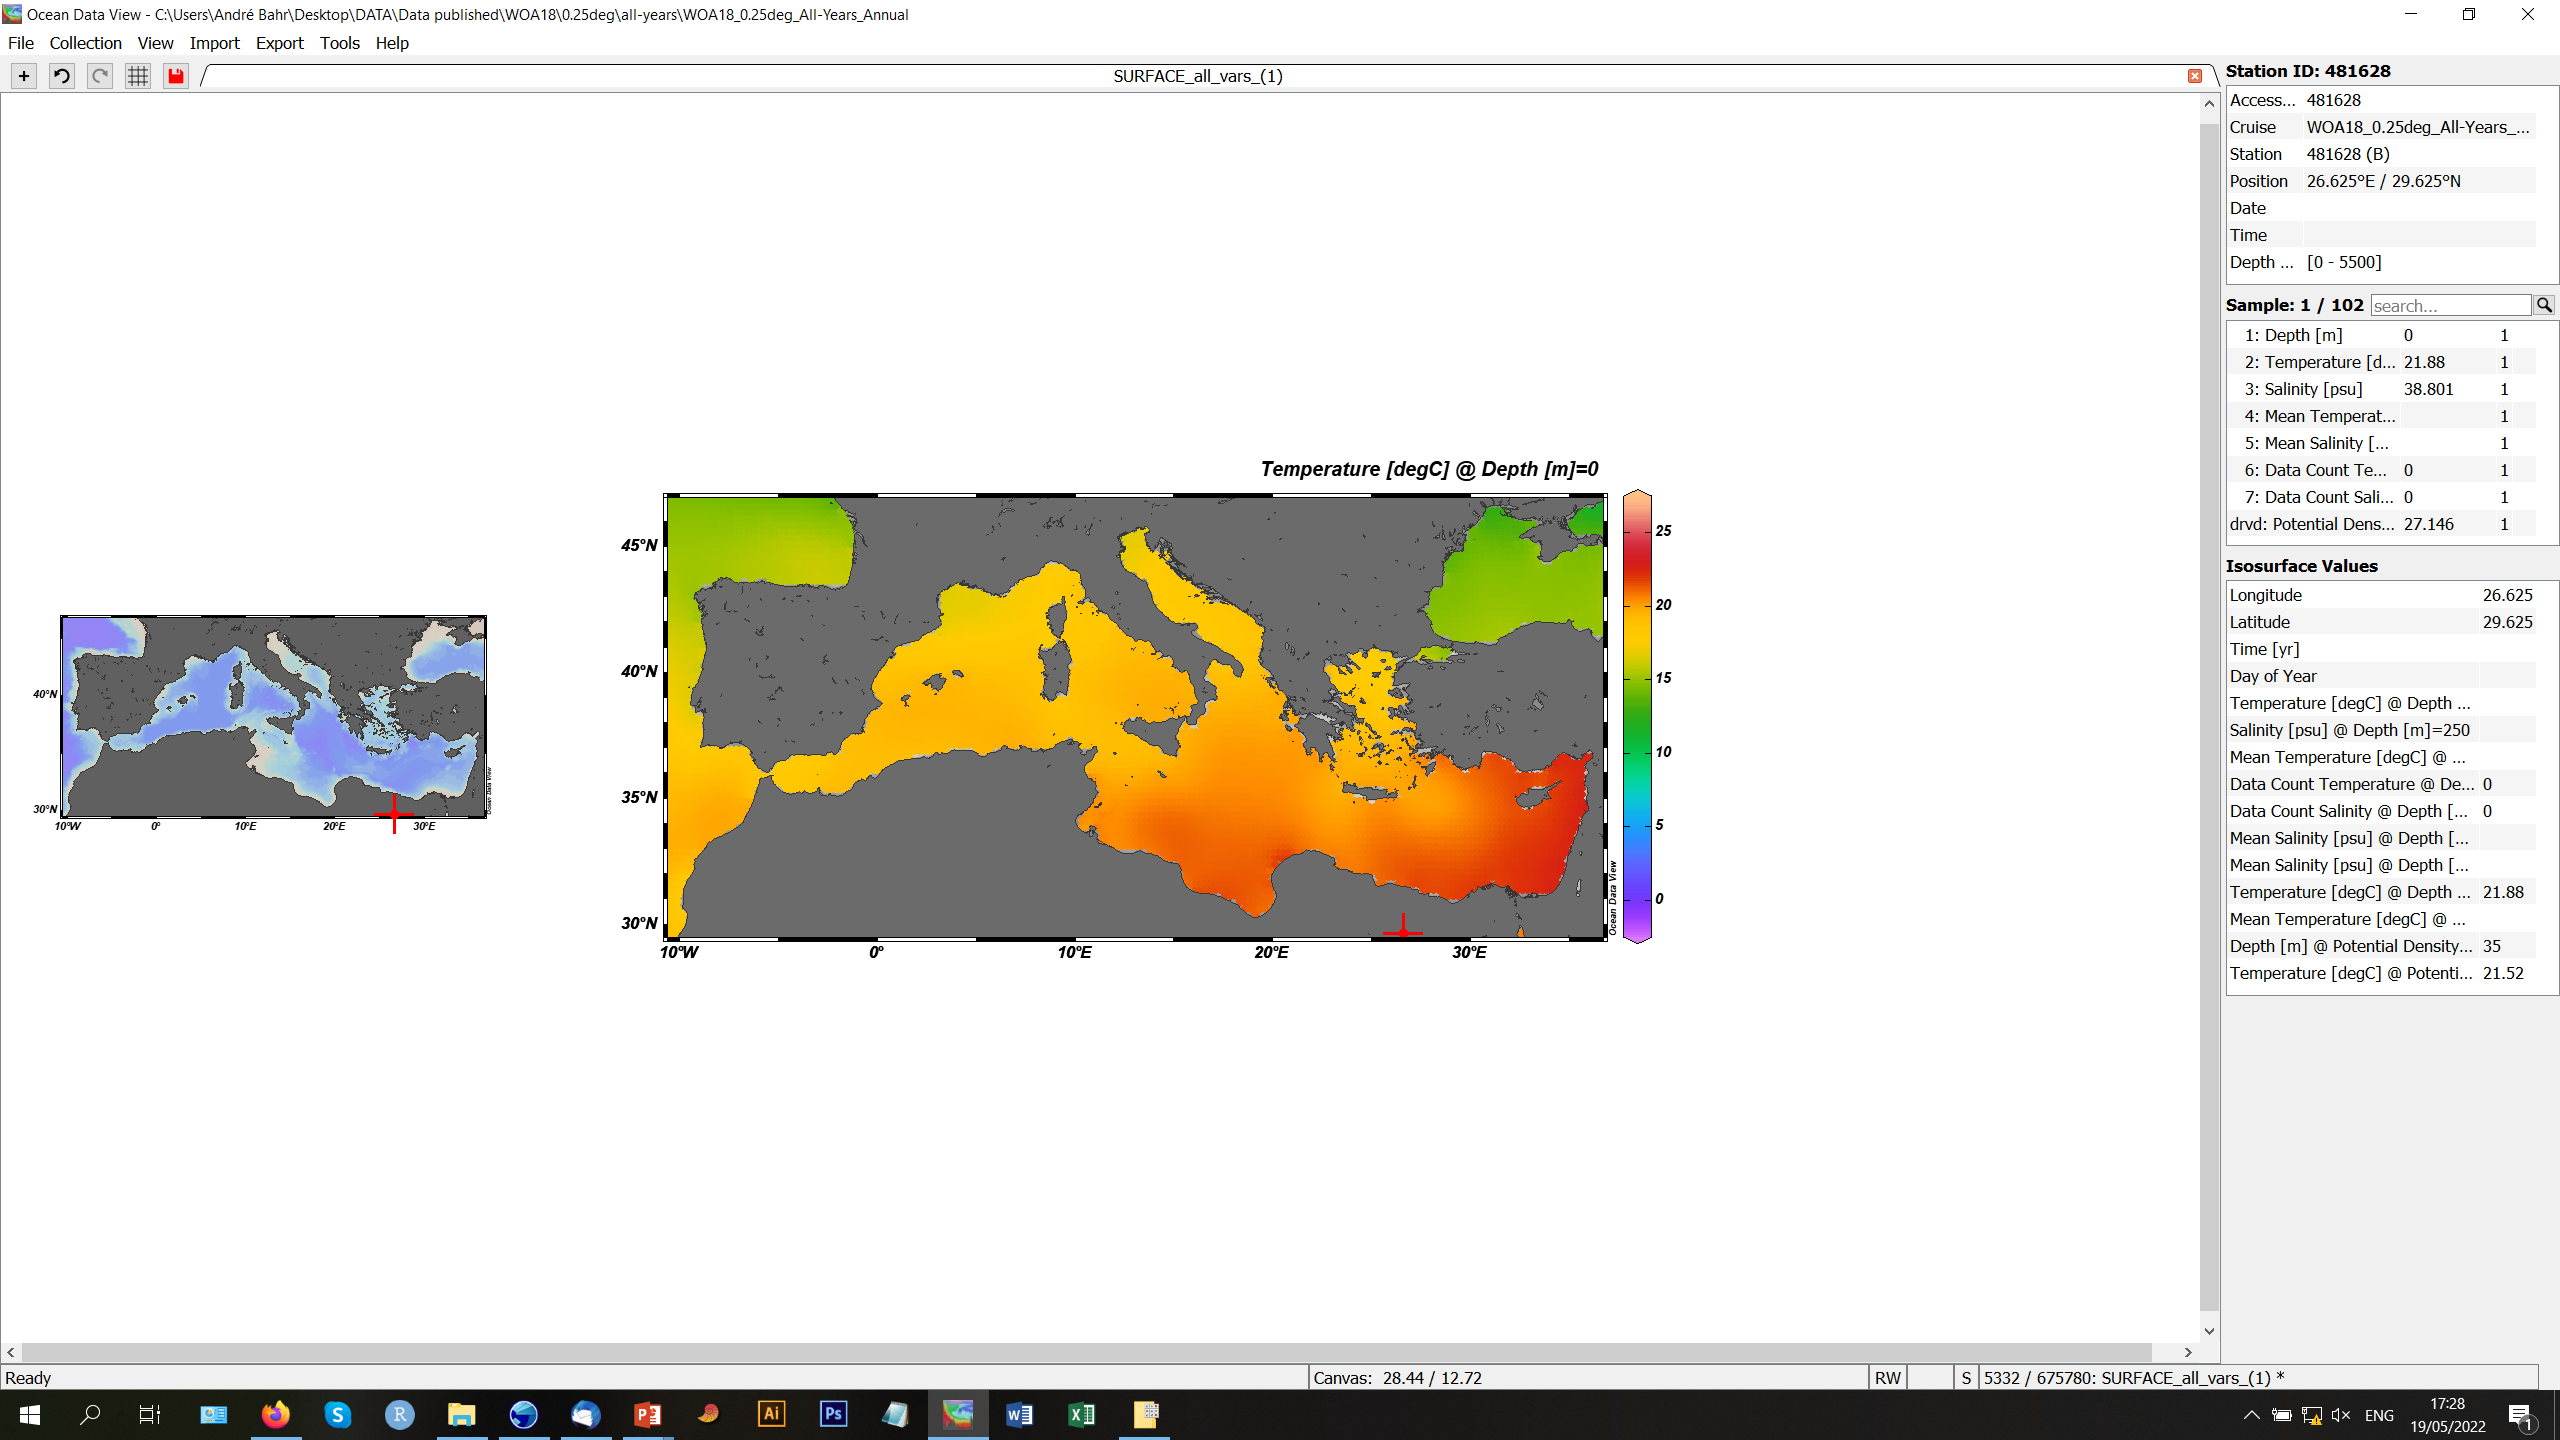 Ocean Data View - C:\Users\André Bahr\Desktop\DATA\Data published\WOA18\0.25deg\all-years\WOA18_0.25deg_All-Years_Annual
File Collection View Import Export Tools Help
SURFACE_all_vars_(1)
Station ID: 481628
Access... 481628
Cruise WOA18_0.25deg_All-Years_...
Station 481628 (B)
Position 26.625°E / 29.625°N
Date
Time
Depth ... [0 - 5500]
Sample: 1 / 102 search...
1: Depth [m] 0 1
2: Temperature [d... 21.88 1
3: Salinity [psu] 38.801 1
4: Mean Temperat... 1
5: Mean Salinity [... 1
6: Data Count Te... 0 1
7: Data Count Sali... 0 1
drvd: Potential Dens... 27.146 1
Isosurface Values
Longitude 26.625
Latitude 29.625
Time [yr]
Day of Year
Temperature [degC] @ Depth ...
Salinity [psu] @ Depth [m]=250
Mean Temperature [degC] @ ...
Data Count Temperature @ De... 0
Data Count Salinity @ Depth [... 0
Mean Salinity [psu] @ Depth [...
Mean Salinity [psu] @ Depth [...
Temperature [degC] @ Depth ... 21.88
Mean Temperature [degC] @ ...
Depth [m] @ Potential Density... 35
Temperature [degC] @ Potenti... 21.52
40°N
30°N
10°W 0° 10°E 20°E 30°E
Ocean Data View
Temperature [degC] @ Depth [m]=0
45°N
40°N
35°N
30°N
10°W 0° 10°E 20°E 30°E
Ocean Data View
25
20
15
10
5
0
Ready Canvas: 28.44 / 12.72 RW S 5332 / 675780: SURFACE_all_vars_(1) *
S R P Ai Ps W X ENG
17:28
19/05/2022
1